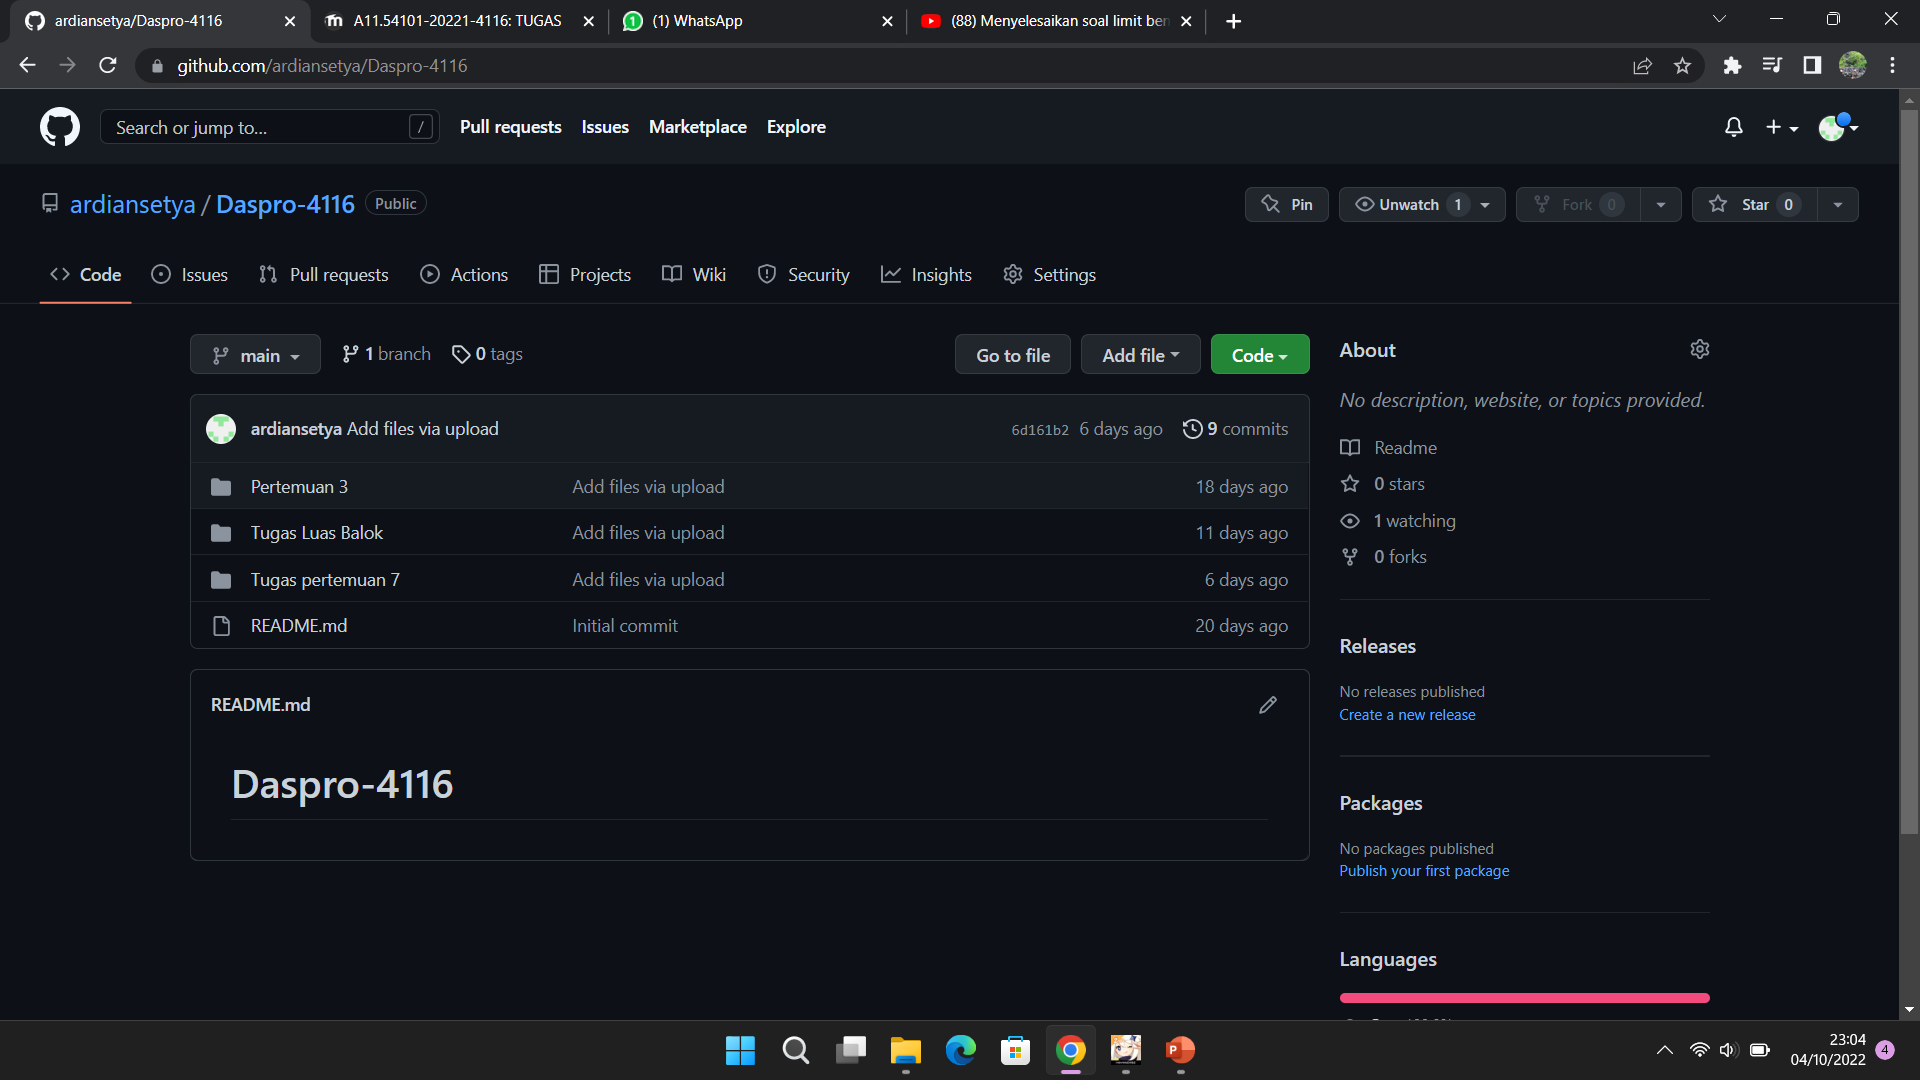 ardiansetya/Daspro-4116
A11.54101-20221-4116: TUGAS
(1) WhatsApp
(88) Menyelesaikan soal limit ben
github.com/ardiansetya/Daspro-4116
Search or jump to... /
Pull requests Issues Marketplace Explore
ardiansetya / Daspro-4116 Public
Pin Unwatch 1 Fork 0 Star 0
Code Issues Pull requests Actions Projects Wiki Security Insights Settings
main 1 branch 0 tags Go to file Add file Code
ardiansetya Add files via upload 6d161b2 6 days ago 9 commits
Pertemuan 3 Add files via upload 18 days ago
Tugas Luas Balok Add files via upload 11 days ago
Tugas pertemuan 7 Add files via upload 6 days ago
README.md Initial commit 20 days ago
README.md
Daspro-4116
About
No description, website, or topics provided.
Readme
0 stars
1 watching
0 forks
Releases
No releases published
Create a new release
Packages
No packages published
Publish your first package
Languages
23:04
04/10/2022 4